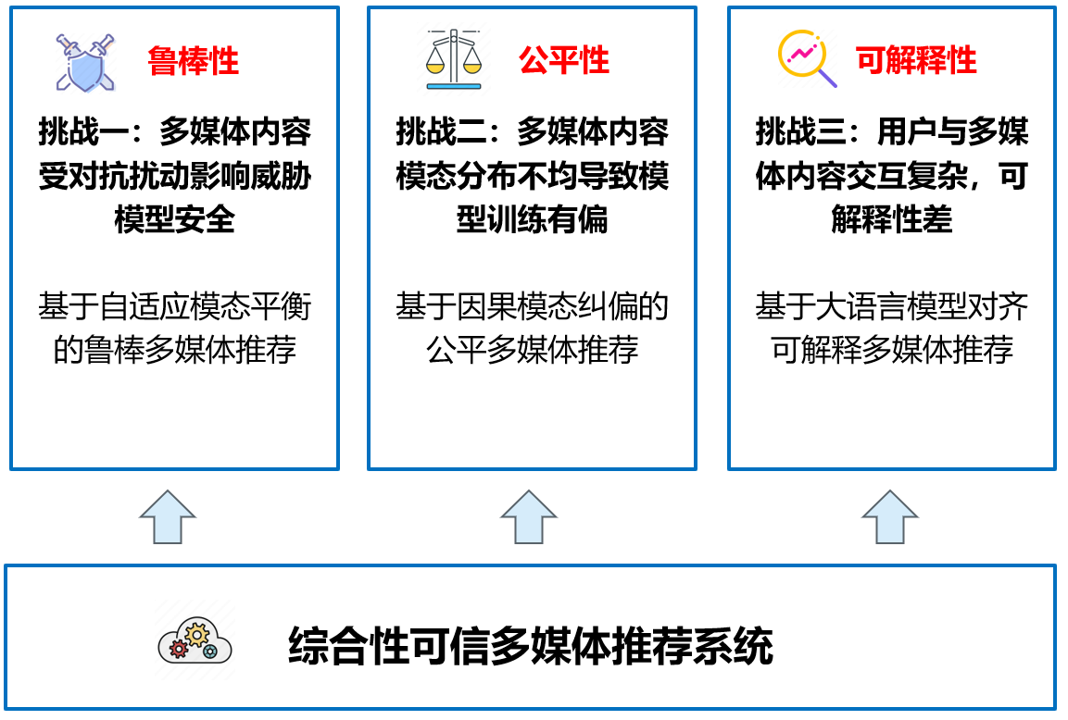 鲁棒性
挑战一：多媒体内容
受对抗扰动影响威胁
模型安全
基于自适应模态平衡
的鲁棒多媒体推荐
公平性
挑战二：多媒体内容
模态分布不均导致模
型训练有偏
基于因果模态纠偏的
公平多媒体推荐
可解释性
挑战三：用户与多媒
体内容交互复杂，可
解释性差
基于大语言模型对齐
可解释多媒体推荐
综合性可信多媒体推荐系统